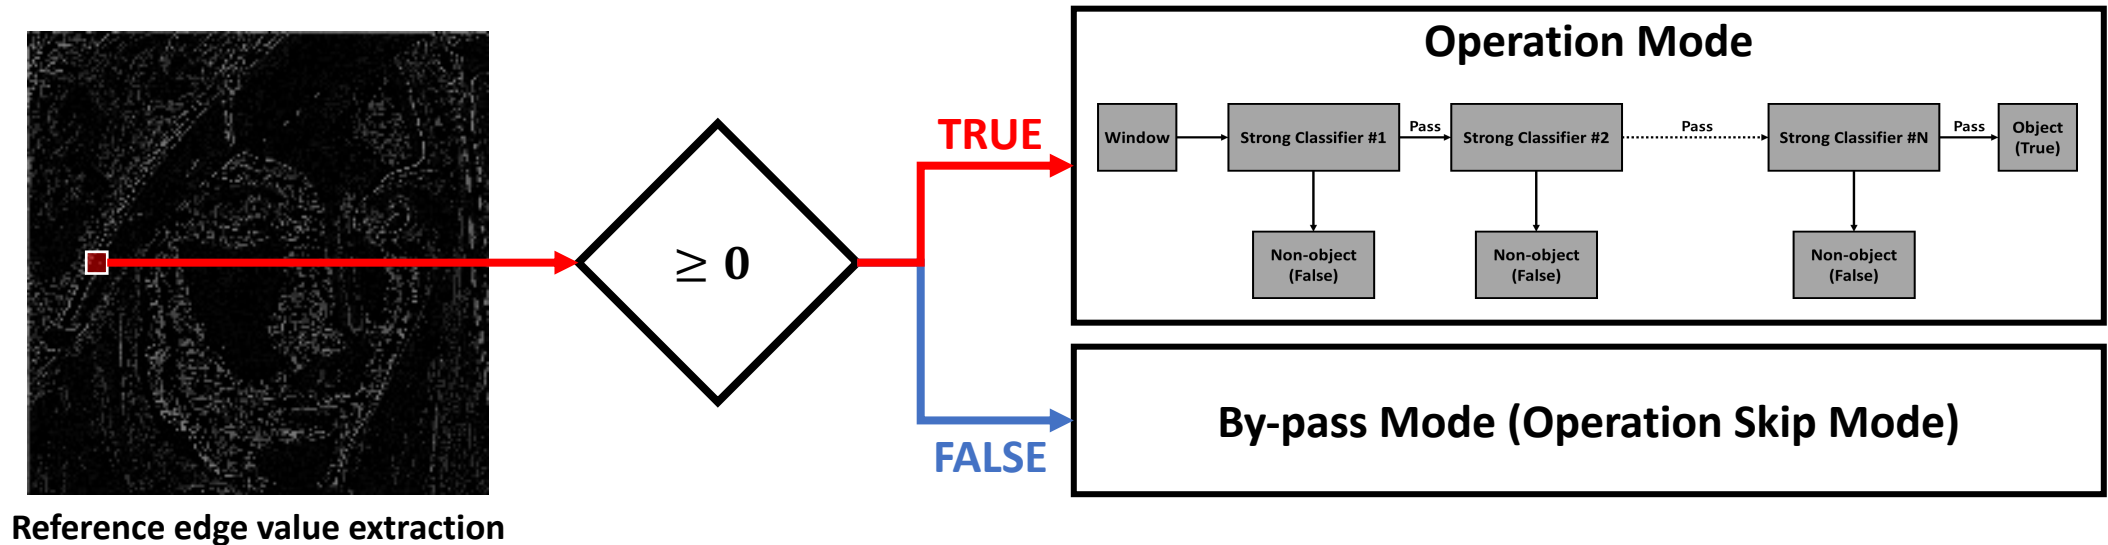 Operation Mode
TRUE
Window
Strong Classifier #1
Pass
Strong Classifier #2
Pass
Strong Classifier #N
Pass
Object
(True)
Non-object
(False)
Non-object
(False)
Non-object
(False)
≥ 0
By-pass Mode (Operation Skip Mode)
FALSE
Reference edge value extraction